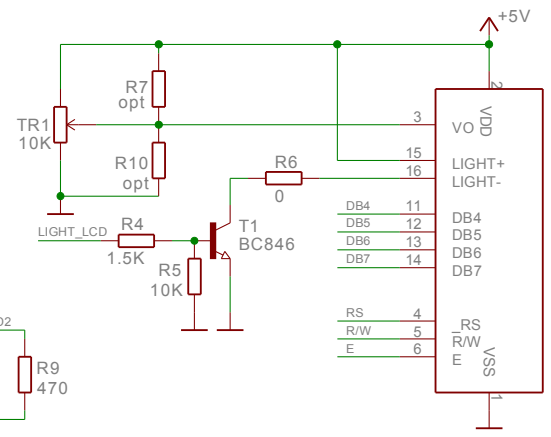 +5V
R7
opt
TR1
10K
R10
opt
R6
0
LIGHT_LCD
R4
1.5K
T1
BC846
R5
10K
2
VDD
3
VO
15
LIGHT+
16
LIGHT-
DB4
11
DB4
DB5
12
DB5
DB6
13
DB6
DB7
14
DB7
RS
4
_RS
R/W
5
R/W
E
6
E
VSS
1
D2
R9
470